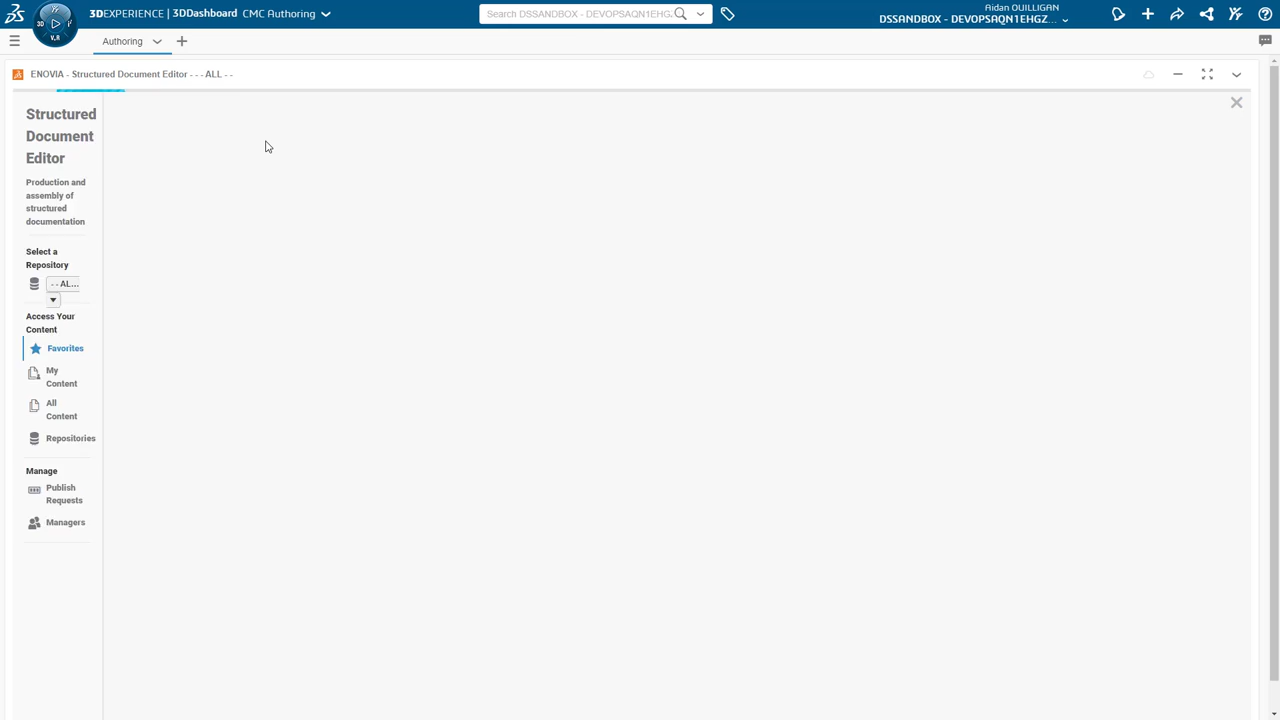 3DEXPERIENCE | 3DDashboard CMC Authoring
Search DSSANDBOX - DEVOPSAQN1EHG
Aidan OUILLIGAN
DSSANDBOX - DEVOPSAQN1EHGZ...
3D
V.R
Authoring
ENOVIA - Structured Document Editor - - - ALL - -
Structured
Document
Editor
Production and
assembly of
structured
documentation
Select a
Repository
- - AL...
Access Your
Content
Favorites
My
Content
All
Content
Repositories
Manage
Publish
Requests
Managers